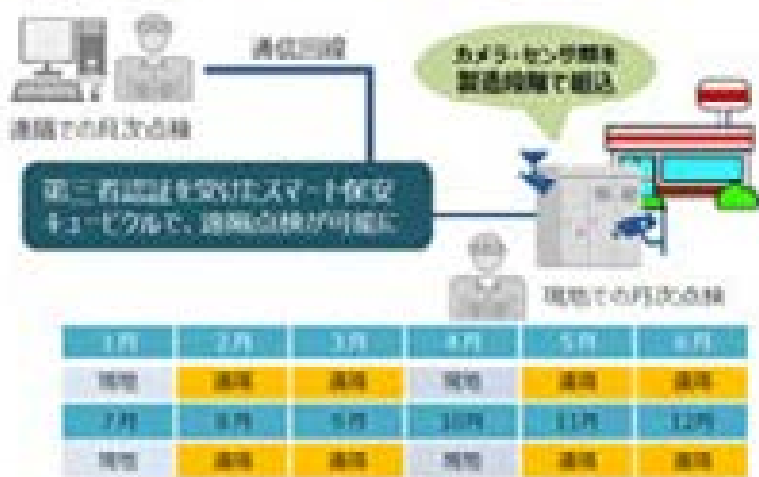 通信回線
カメラ・センサ類を
製造段階で組込
遠隔での月次点検
第三者認証を受けたスマート保安
キュービクルで、遠隔点検が可能に
現地での月次点検
1月 2月 3月 4月 5月 6月
現地 遠隔 遠隔 現地 遠隔 遠隔
7月 8月 9月 10月 11月 12月
現地 遠隔 遠隔 現地 遠隔 遠隔